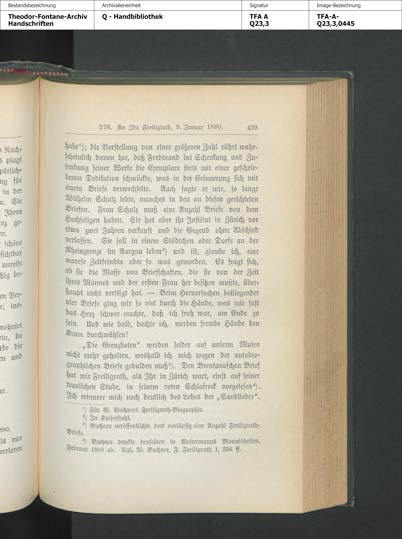 Bestandsbezeichnung
Archivalieneinheit
Signatur
Image-Bezeichnung
Theodor-Fontane-Archiv
Handschriften
Q - Handbibliothek
TFA A
Q23,3
TFA-A-
Q23,3,0445
278. An Ida Freiligrath, 9. Januar 1880. 439
habe¹); die Vorstellung von einer größeren Zahl rührt wahr-
scheinlich davon her, daß Ferdinand bei Schenkung und Zu-
sendung seiner Werke die Exemplare stets mit einer geschrie-
benen Dedikation schmückte, was in der Erinnerung sich mit
einem Briefe verwechselte. Auch sagte er mir, so lange
Wilhelm Schulz lebte, manches in den an diesen gerichteten
Briefen. Frau Schulz muß eine Anzahl Briefe von dem
Hochseligen haben. Sie hat aber ihr Institut in Zürich vor
etwa zwei Jahren verkauft und die Gegend ohne Abschied
verlassen. Sie soll in einem Städtchen oder Dorfe an der
Rheingrenze im Aargau leben²) und ist, glaube ich, eine
morose Zeitfeindin oder so was geworden. Es fragt sich,
ob sie die Masse von Briefschaften, die sie von der Zeit
ihres Mannes und der ersten Frau her besitzen mußte, über-
haupt nicht vertilgt hat. — Beim Hervorsuchen beiliegender
vier Briefe ging mir so viel durch die Hände, was mir fast
das Herz schwer machte, daß ich froh war, am Ende zu
sein. Und wie bald, dachte ich, werden fremde Hände den
Kram durchwühlen!
„Die Grenzboten“ werden leider auf unserm Museo
nicht mehr gehalten, weshalb ich mich wegen der autobio-
graphischen Briefe gedulden muß³). Den Brentanoschen Brief
hat mir Freiligrath, als Ihr in Zürich wart, einst auf seiner
traulichen Stube, in seinem roten Schlafrock vorgelesen⁴).
Ich erinnere mich noch deutlich des Lobes der „Sandlieder“.
¹) Für W. Buchners Freiligrath-Biographie.
²) In Kaiserstuhl.
³) Buchner veröffentlichte dort vorläufig eine Anzahl Freiligrath-
Briefe.
⁴) Buchner druckte denselben in Westermanns Monatsheften,
Februar 1880 ab. Vgl. W. Buchner, F. Freiligrath I, 356 ff.